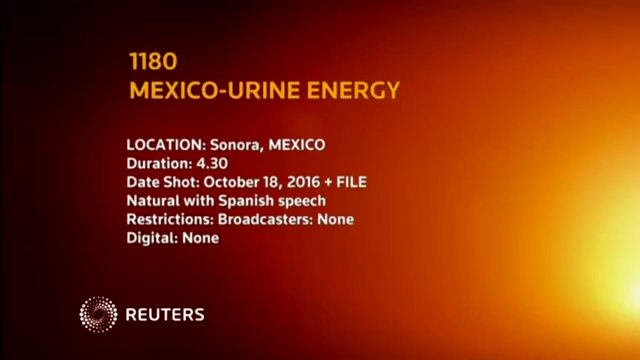 1180
MEXICO-URINE ENERGY
LOCATION: Sonora, MEXICO
Duration: 4.30
Date Shot: October 18, 2016 + FILE
Natural with Spanish speech
Restrictions: Broadcasters: None
Digital: None
REUTERS